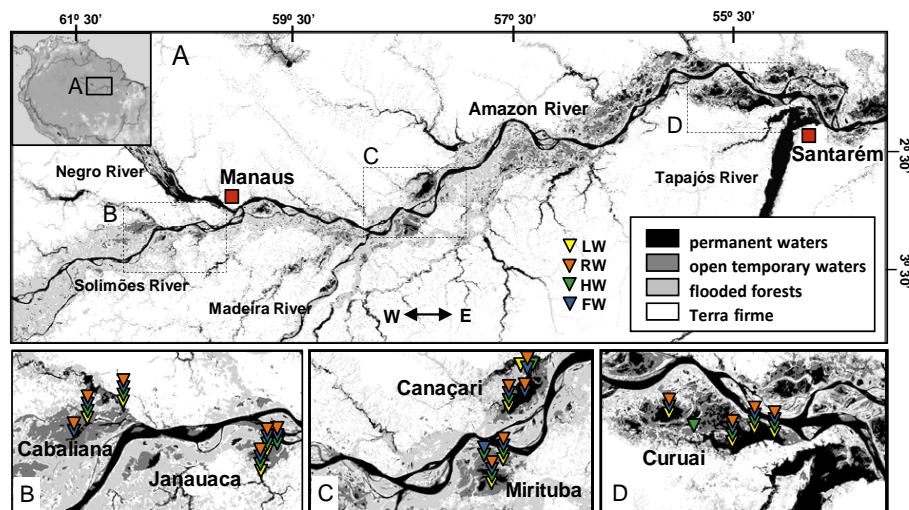 61º 30'
59º 30'
57º 30'
55º 30'
A
A
Amazon River
D
C
Negro River
Manaus
Santarém
2º 30'
Tapajós River
B
LW
RW
HW
FW
permanent waters
open temporary waters
flooded forests
Terra firme
Solimões River
Madeira River
W E
3º 30'
Cabaliana
Janauaca
B
Canaçari
Mirituba
C
Curuai
D